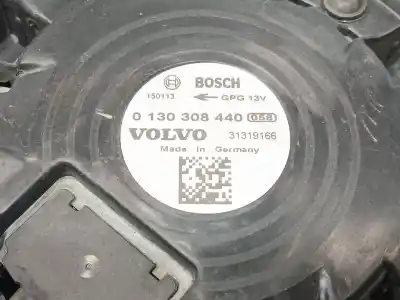 BOSCH
150113 GPG 13V
0 130 308 440 058
VOLVO 31319166
Made in Germany